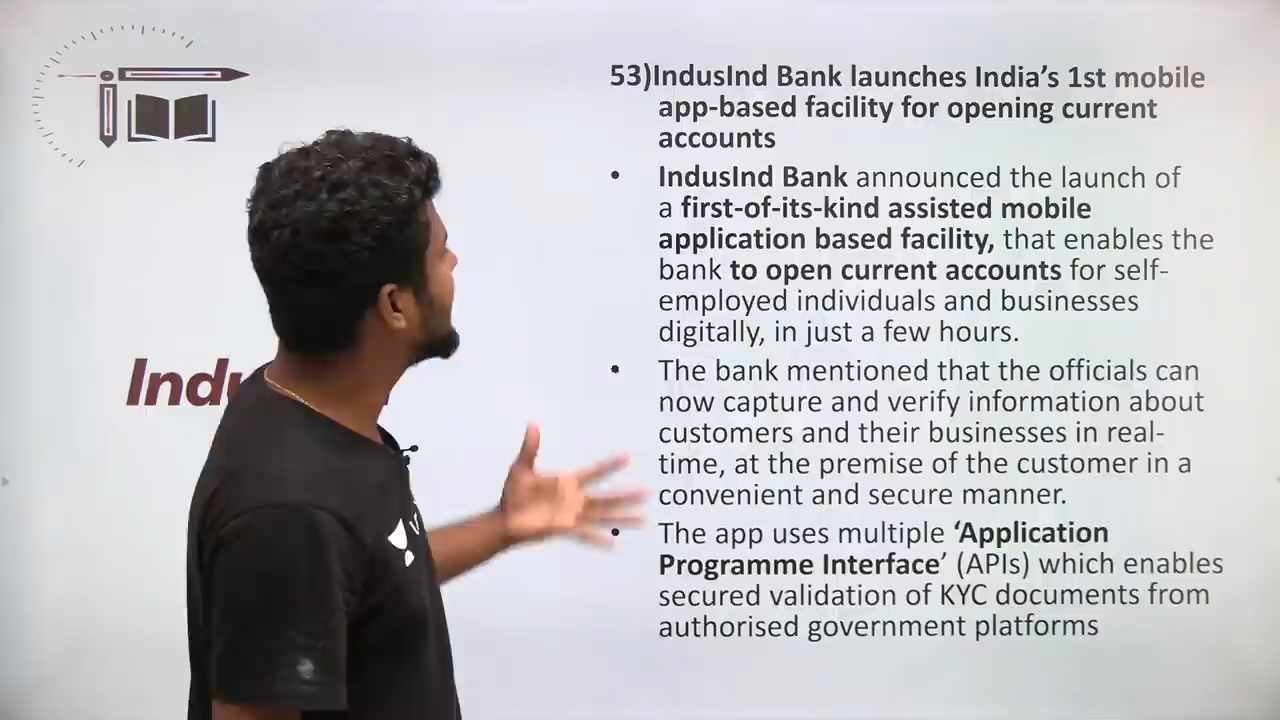 53)IndusInd Bank launches India’s 1st mobile
app-based facility for opening current
accounts
• IndusInd Bank announced the launch of
a first-of-its-kind assisted mobile
application based facility, that enables the
bank to open current accounts for self-
employed individuals and businesses
digitally, in just a few hours.
• The bank mentioned that the officials can
now capture and verify information about
customers and their businesses in real-
time, at the premise of the customer in a
convenient and secure manner.
• The app uses multiple ‘Application
Programme Interface’ (APIs) which enables
secured validation of KYC documents from
authorised government platforms